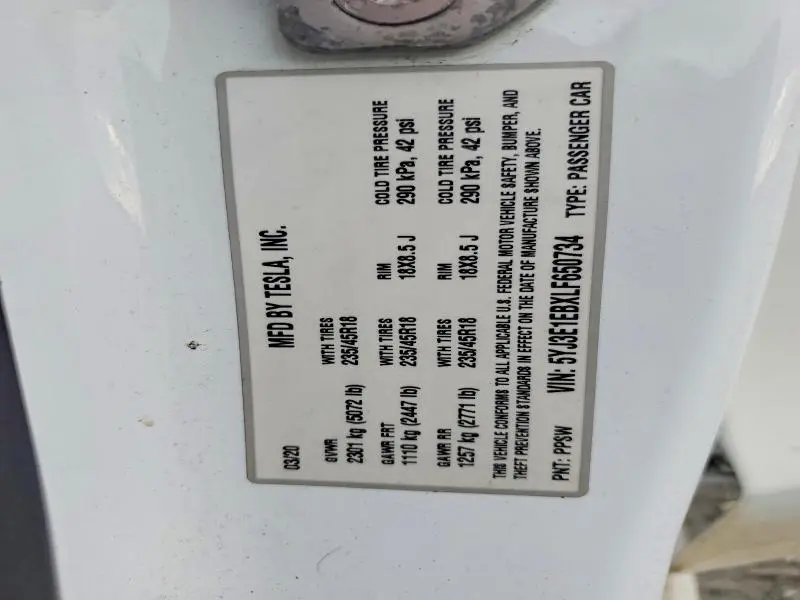 MFD BY TESLA, INC.
03/20
GVWR WITH TIRES
2301 kg (5072 lb) 235/45R18
GAWR FRT WITH TIRES RIM COLD TIRE PRESSURE
1110 kg (2447 lb) 235/45R18 18X8.5 J 290 kPa, 42 psi
GAWR RR WITH TIRES RIM COLD TIRE PRESSURE
1257 kg (2771 lb) 235/45R18 18X8.5 J 290 kPa, 42 psi
THIS VEHICLE CONFORMS TO ALL APPLICABLE U.S. FEDERAL MOTOR VEHICLE SAFETY, BUMPER, AND
THEFT PREVENTION STANDARDS IN EFFECT ON THE DATE OF MANUFACTURE SHOWN ABOVE.
PNT: PPSW VIN: 5YJ3E1EBXLF650734 TYPE: PASSENGER CAR